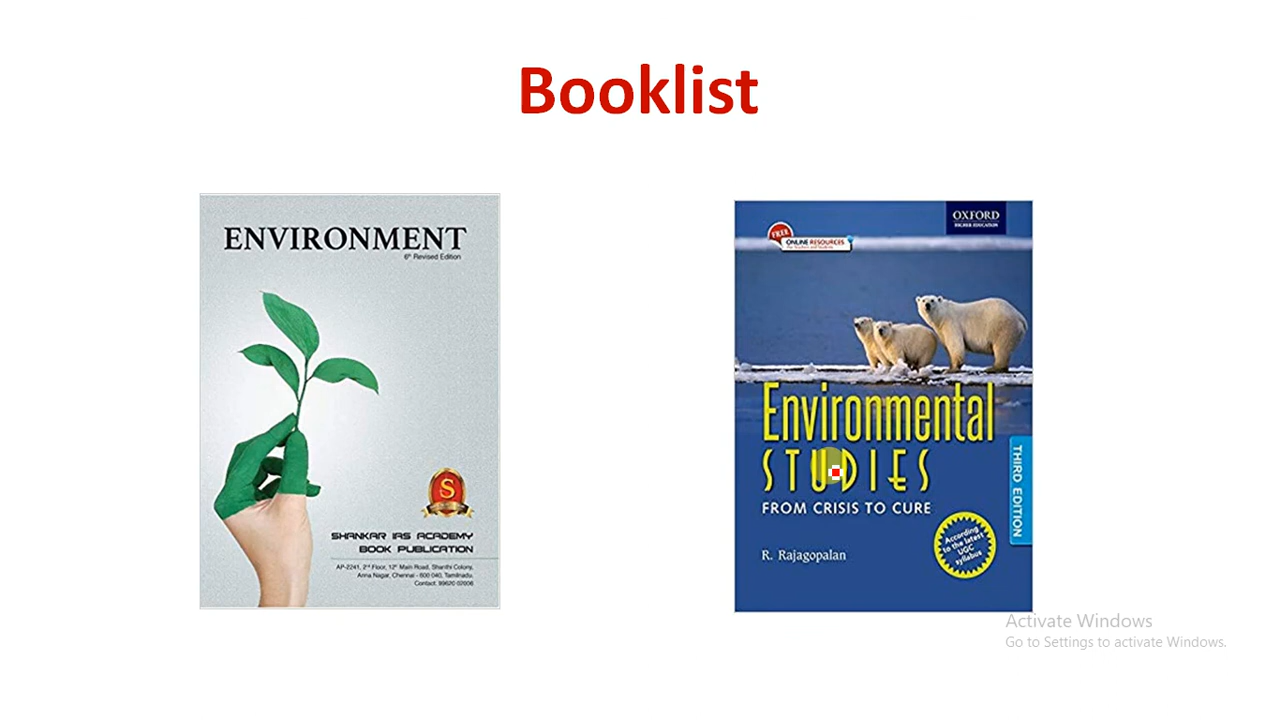 Booklist
ENVIRONMENT
6th Revised Edition
S
SHANKAR IAS ACADEMY
BOOK PUBLICATION
AP-2241, 2nd Floor, 12th Main Road, Shanthi Colony,
Anna Nagar, Chennai - 600 040, Tamilnadu.
Contact: 99620 02008
OXFORD
HIGHER EDUCATION
FREE
ONLINE RESOURCES
Environmental
STUDIES
FROM CRISIS TO CURE
THIRD EDITION
According
to the latest
UGC
syllabus
R. Rajagopalan
Activate Windows
Go to Settings to activate Windows.